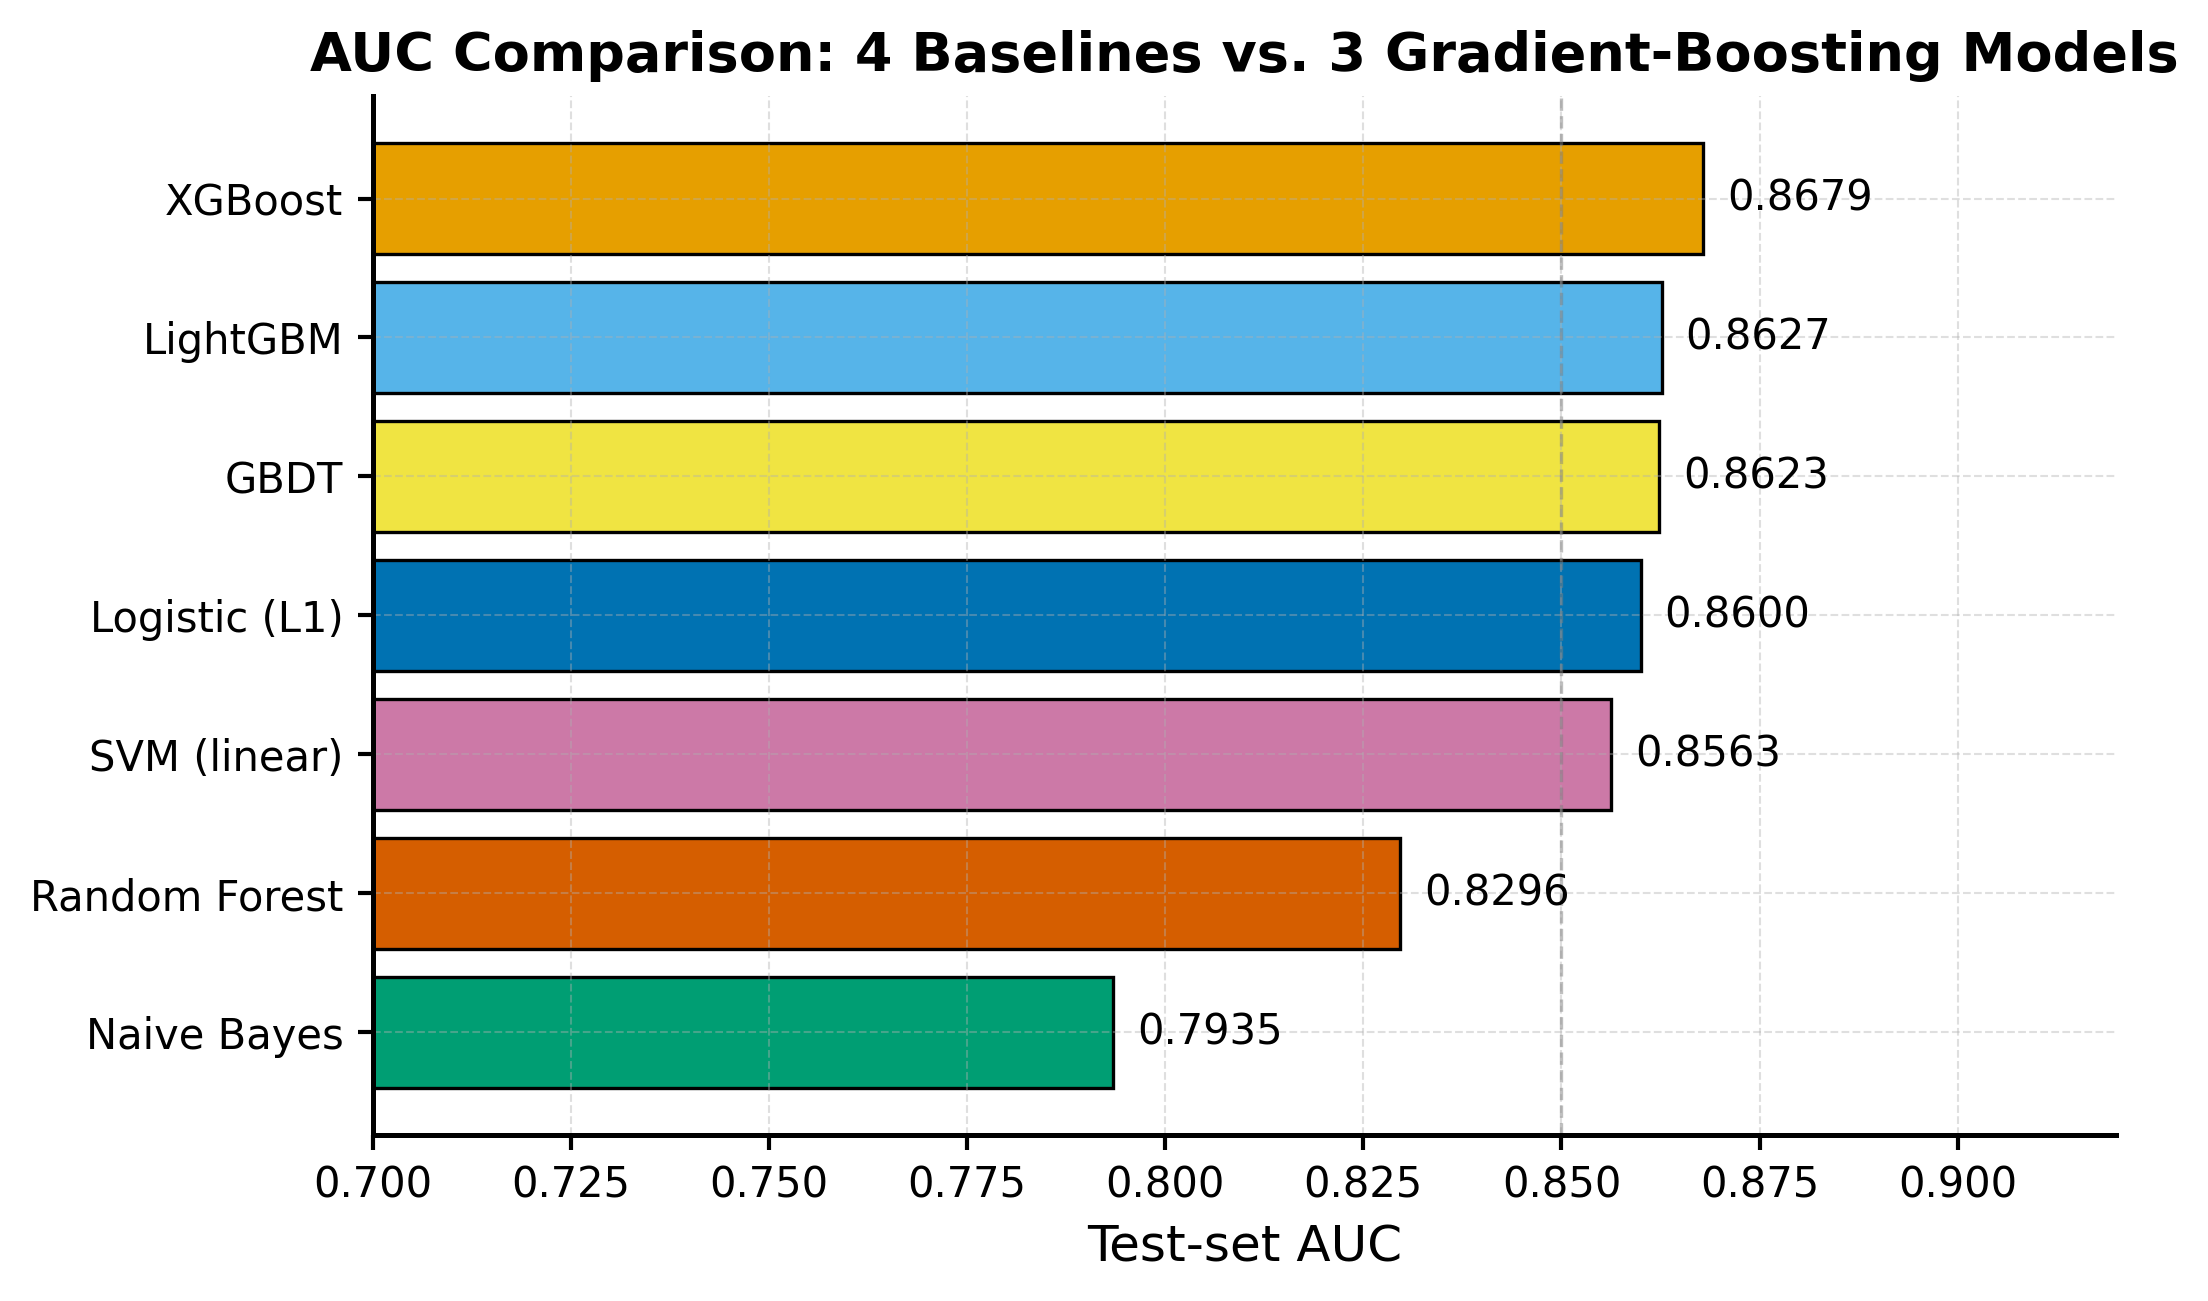 AUC Comparison: 4 Baselines vs. 3 Gradient-Boosting Models
XGBoost 0.8679
LightGBM 0.8627
GBDT 0.8623
Logistic (L1) 0.8600
SVM (linear) 0.8563
Random Forest 0.8296
Naive Bayes 0.7935
0.700 0.725 0.750 0.775 0.800 0.825 0.850 0.875 0.900
Test-set AUC